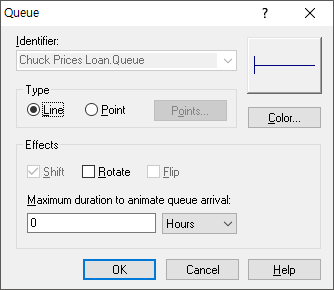 Queue
?
Identifier:
Chuck Prices Loan.Queue
Type
Line
Point
Points...
Color...
Effects
Shift
Rotate
Flip
Maximum duration to animate queue arrival:
0
Hours
OK
Cancel
Help